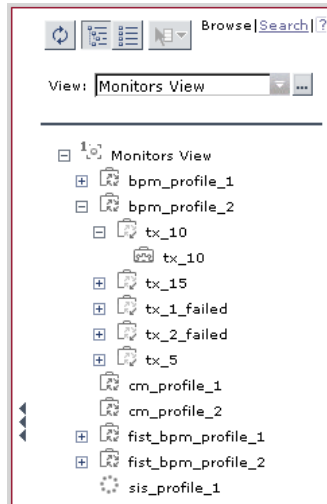 Browse|Search|?
View: Monitors View ...
Monitors View
bpm_profile_1
bpm_profile_2
tx_10
tx_10
tx_15
tx_1_failed
tx_2_failed
tx_5
cm_profile_1
cm_profile_2
fist_bpm_profile_1
fist_bpm_profile_2
sis_profile_1